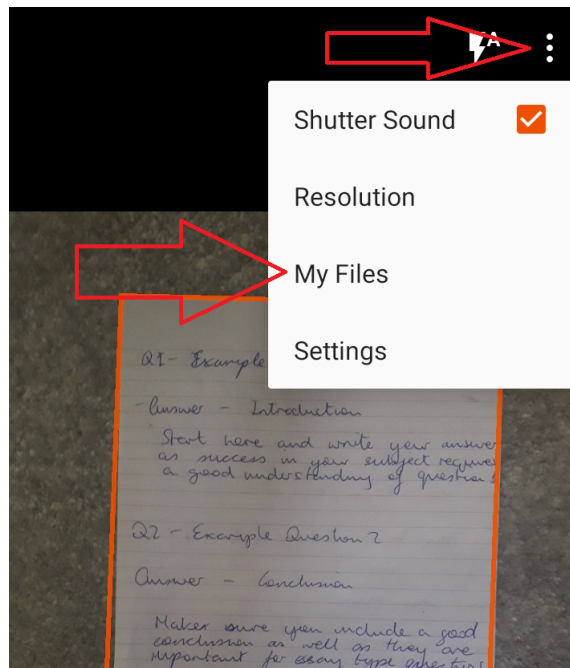 A
Shutter Sound
Resolution
My Files
Settings
Q1 - Example
- Answer - Introduction
Start here and write your answer
as success in your subject requires
a good understanding of question
Q2 - Example Question 2
Answer - Conclusion
Makes sure you include a good
conclusion as well as they are
important for essay type question